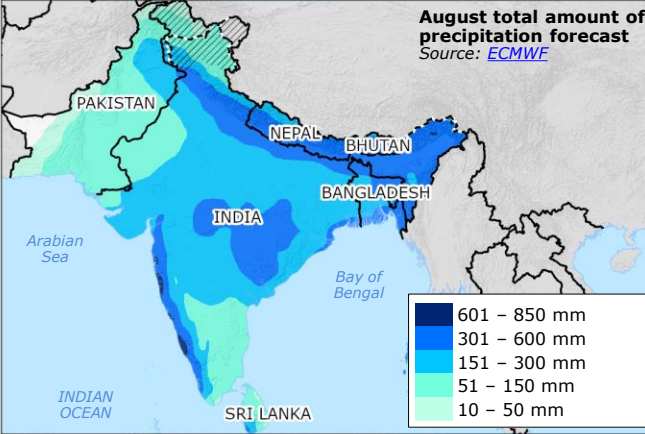 August total amount of
precipitation forecast
Source: ECMWF
PAKISTAN
NEPAL
BHUTAN
BANGLADESH
INDIA
Arabian
Sea
Bay of
Bengal
INDIAN
OCEAN
SRI LANKA
601 – 850 mm
301 – 600 mm
151 – 300 mm
51 – 150 mm
10 – 50 mm